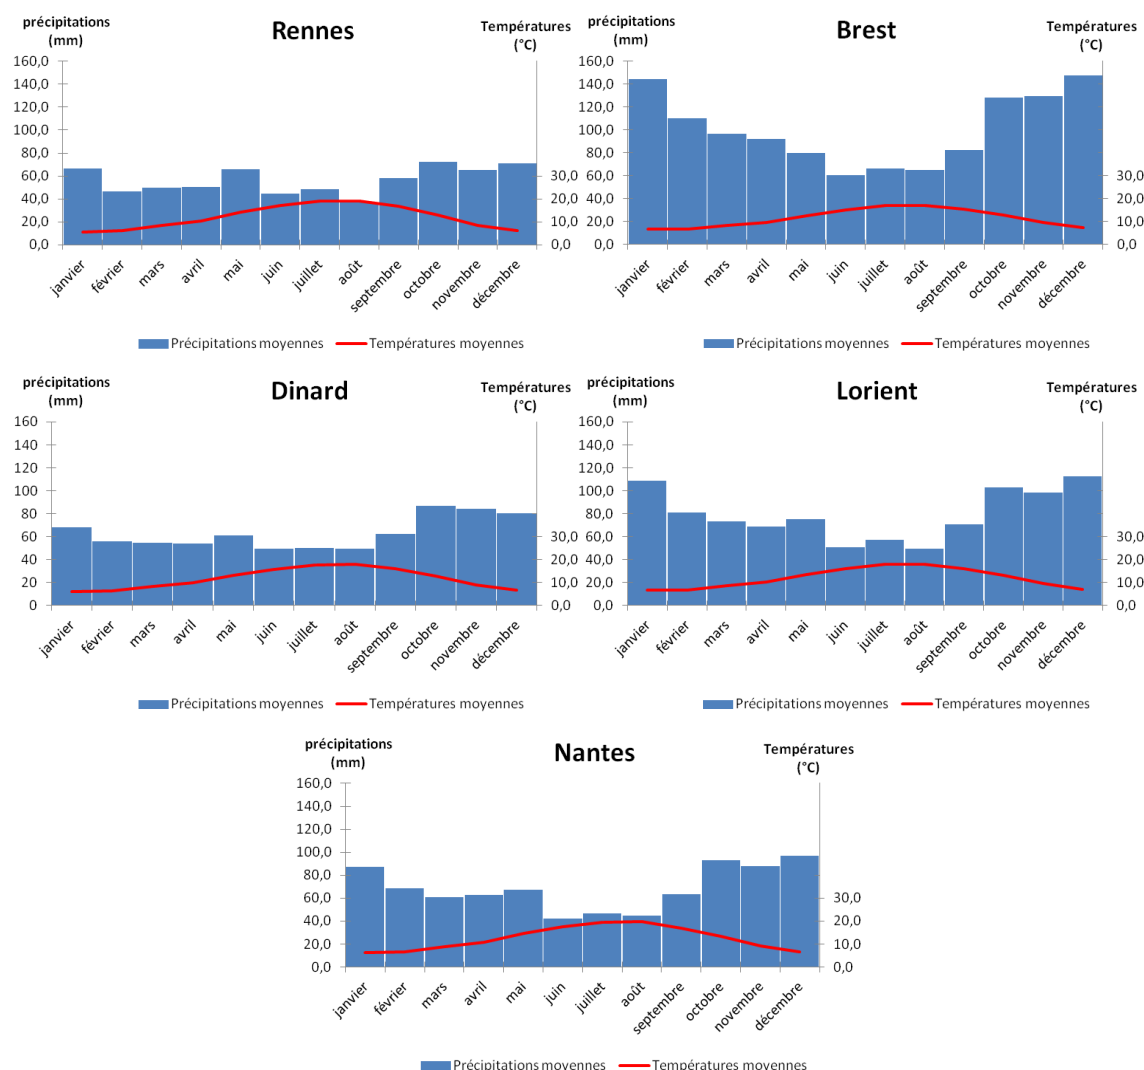 précipitations
(mm)
Rennes
Températures
(°C)
160,0
140,0
120,0
100,0
80,0
60,0
40,0
20,0
0,0
30,0
20,0
10,0
0,0
janvier
février
mars
avril
mai
juin
juillet
août
septembre
octobre
novembre
décembre
Précipitations moyennes
Températures moyennes
précipitations
(mm)
Brest
Températures
(°C)
160,0
140,0
120,0
100,0
80,0
60,0
40,0
20,0
0,0
30,0
20,0
10,0
0,0
janvier
février
mars
avril
mai
juin
juillet
août
septembre
octobre
novembre
décembre
Précipitations moyennes
Températures moyennes
précipitations
(mm)
Dinard
Températures
(°C)
160
140
120
100
80
60
40
20
0
30,0
20,0
10,0
0,0
janvier
février
mars
avril
mai
juin
juillet
août
septembre
octobre
novembre
décembre
Précipitations moyennes
Températures moyennes
précipitations
(mm)
Lorient
Températures
(°C)
160,0
140,0
120,0
100,0
80,0
60,0
40,0
20,0
0,0
30,0
20,0
10,0
0,0
janvier
février
mars
avril
mai
juin
juillet
août
septembre
octobre
novembre
décembre
Précipitations moyennes
Températures moyennes
précipitations
(mm)
Nantes
Températures
(°C)
160,0
140,0
120,0
100,0
80,0
60,0
40,0
20,0
0,0
30,0
20,0
10,0
0,0
janvier
février
mars
avril
mai
juin
juillet
août
septembre
octobre
novembre
décembre
Précipitations moyennes
Températures moyennes